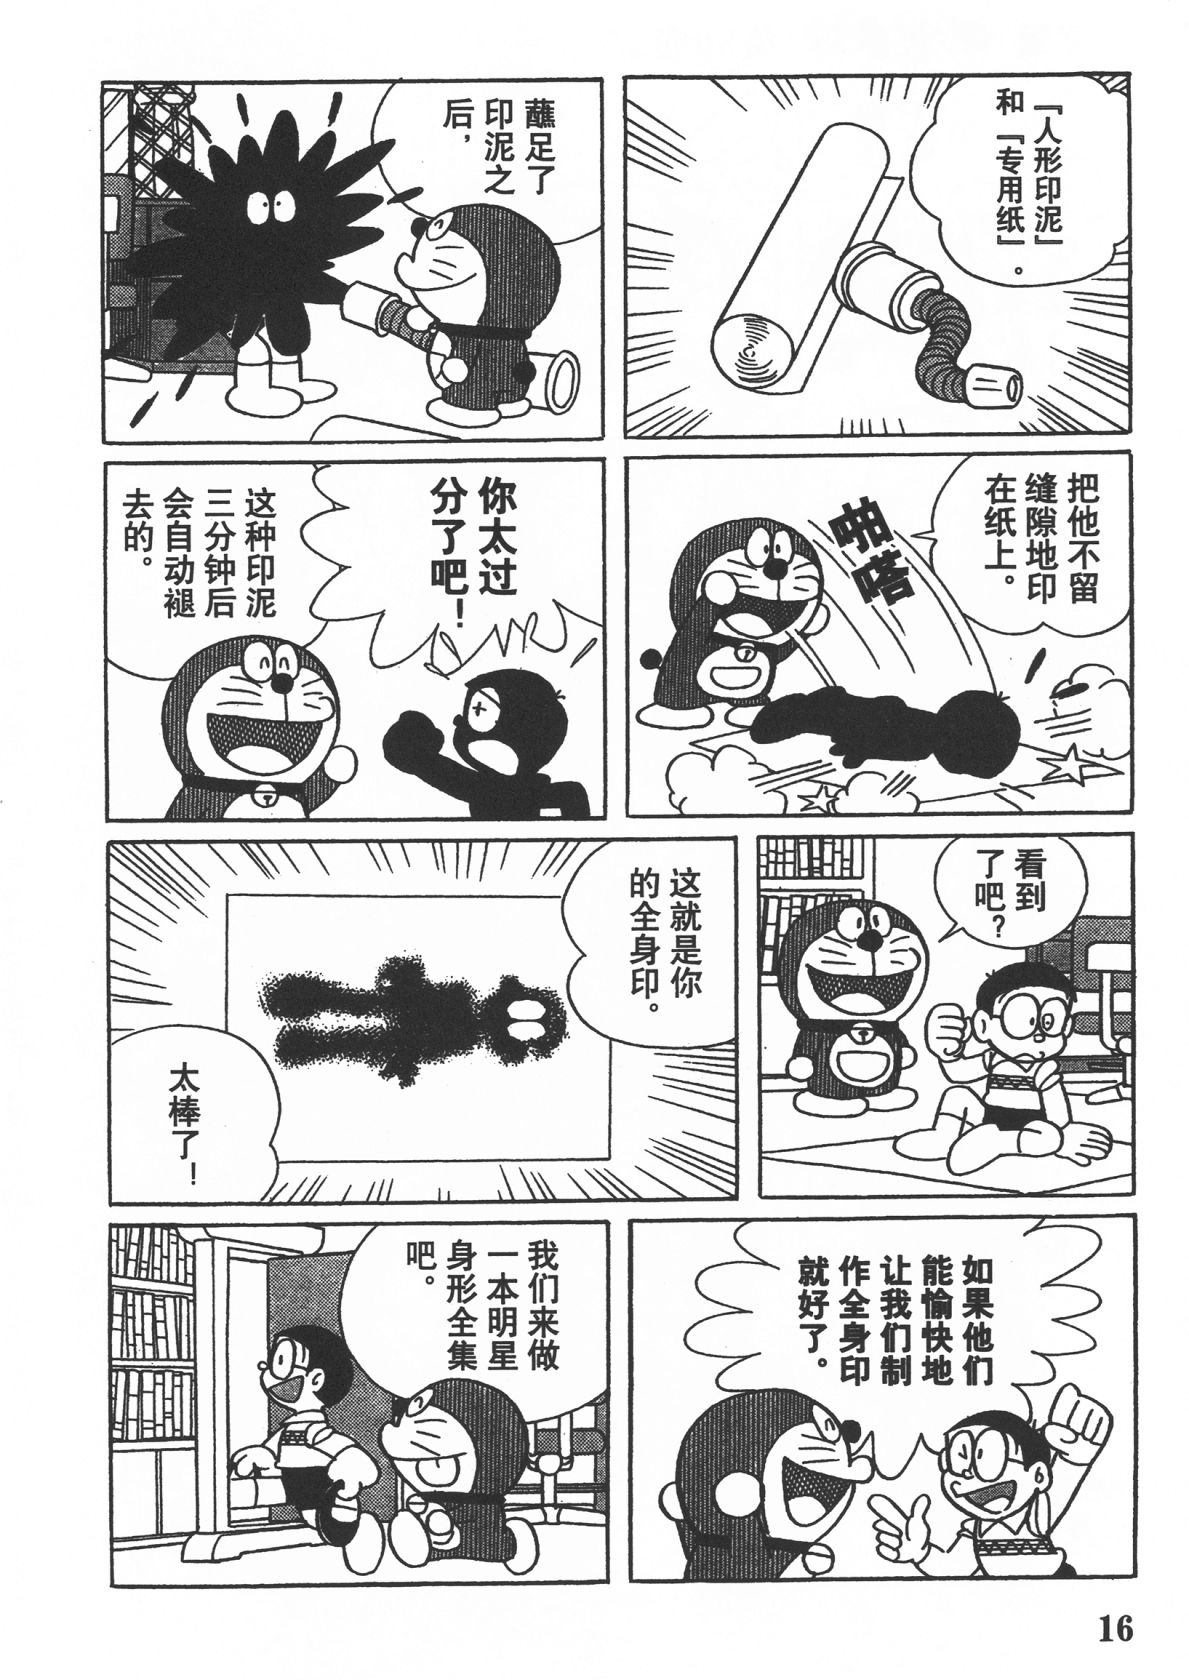 『人形印泥』
和『专用纸』。
蘸足了
印泥之
后，
把他不留
缝隙地印
在纸上。
啪嗒
你太过
分了吧！
这种印泥
三分钟后
会自动褪
去的。
看到
了吧？
这就是你
的全身印。
太棒了！
如果他们
能愉快地
让我们制
作全身印
就好了。
我们来做
一本明星
身形全集
吧。
16